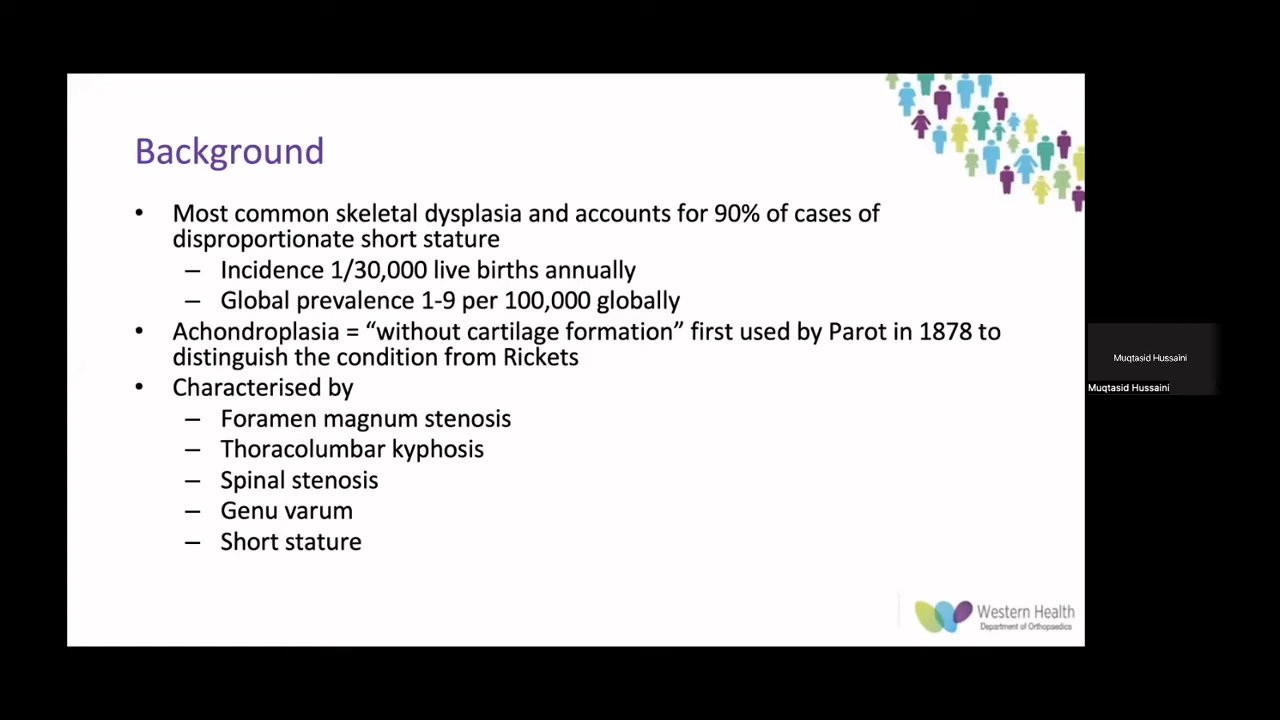 Background
• Most common skeletal dysplasia and accounts for 90% of cases of
disproportionate short stature
– Incidence 1/30,000 live births annually
– Global prevalence 1-9 per 100,000 globally
• Achondroplasia = “without cartilage formation” first used by Parot in 1878 to
distinguish the condition from Rickets
• Characterised by
– Foramen magnum stenosis
– Thoracolumbar kyphosis
– Spinal stenosis
– Genu varum
– Short stature
Western Health
Department of Orthopaedics
Muqtasid Hussaini
Muqtasid Hussaini